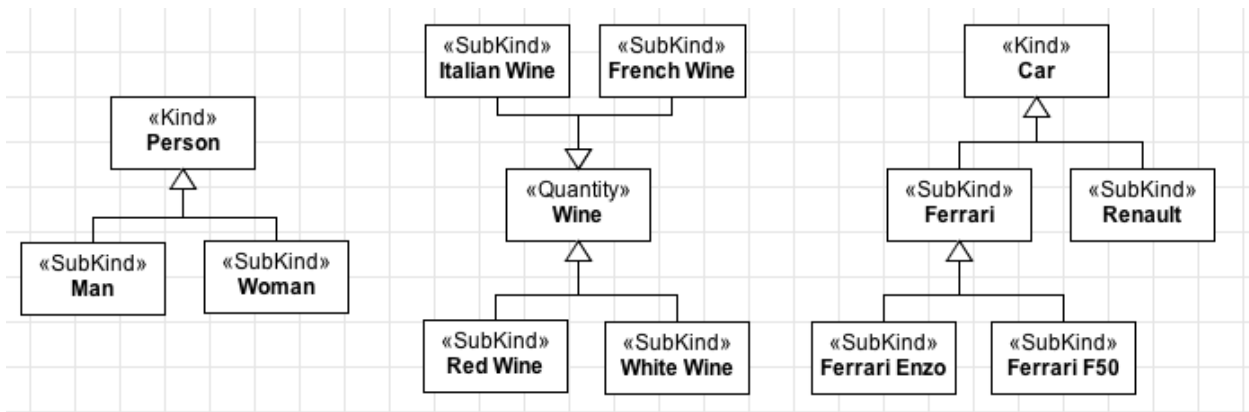 «Kind»
Person
«SubKind»
Man
«SubKind»
Woman
«SubKind»
Italian Wine
«SubKind»
French Wine
«Quantity»
Wine
«SubKind»
Red Wine
«SubKind»
White Wine
«Kind»
Car
«SubKind»
Ferrari
«SubKind»
Renault
«SubKind»
Ferrari Enzo
«SubKind»
Ferrari F50